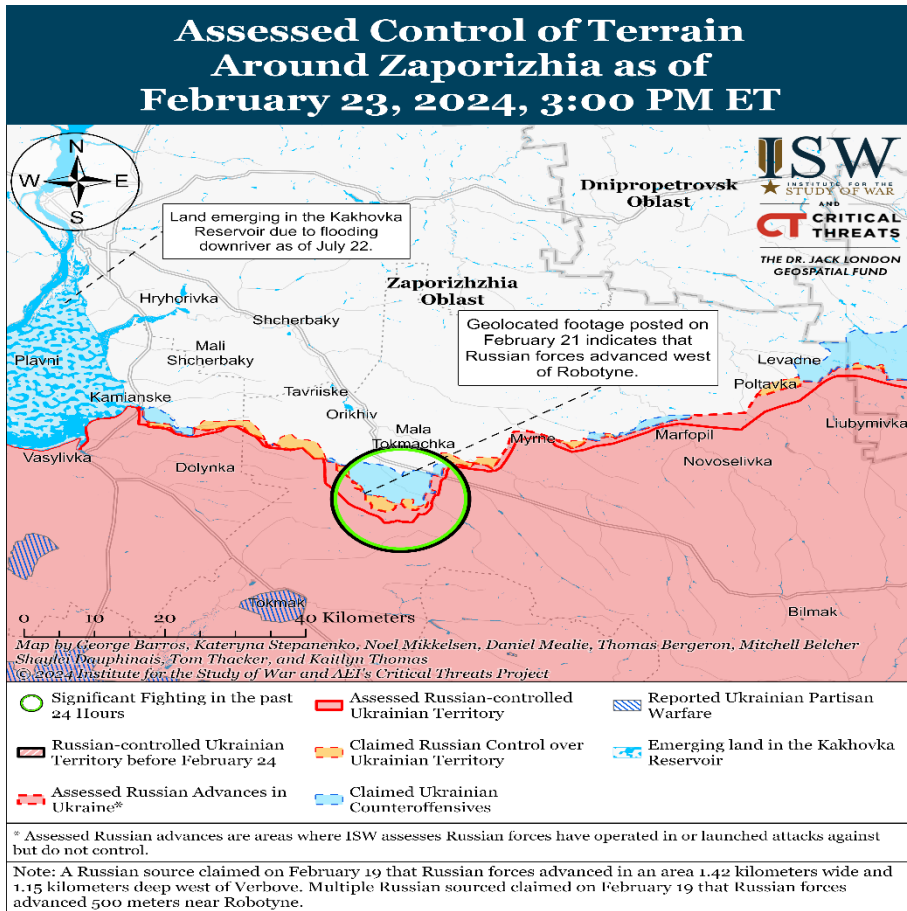 Assessed Control of Terrain
Around Zaporizhia as of
February 23, 2024, 3:00 PM ET
N
W E
S
ISW
INSTITUTE FOR THE
STUDY OF WAR
AND
CT CRITICAL
THREATS
THE DR. JACK LONDON
GEOSPATIAL FUND
Dnipropetrovsk
Oblast
Land emerging in the Kakhovka
Reservoir due to flooding
downriver as of July 22.
Zaporizhzhia
Oblast
Hryhorivka
Shcherbaky
Geolocated footage posted on
February 21 indicates that
Russian forces advanced west
of Robotyne.
Plavni
Mali
Shcherbaky
Levadne
Poltavka
Kamianske
Tavriiske
Orikhiv
Mala
Tokmachka
Myrne
Marfopil
Liubymivka
Vasylivka
Dolynka
Novoselivka
Tokmak
Bilmak
0 20 40 Kilometers
Map by George Barros, Kateryna Stepanenko, Noel Mikkelsen, Daniel Mealie, Thomas Bergeron, Mitchell Belcher
Shaylei Dauphinais, Tom Thacker, and Kaitlyn Thomas
© 2024 Institute for the Study of War and AEI's Critical Threats Project
Significant Fighting in the past
24 Hours
Assessed Russian-controlled
Ukrainian Territory
Reported Ukrainian Partisan
Warfare
Russian-controlled Ukrainian
Territory before February 24
Claimed Russian Control over
Ukrainian Territory
Emerging land in the Kakhovka
Reservoir
Assessed Russian Advances in
Ukraine*
Claimed Ukrainian
Counteroffensives
* Assessed Russian advances are areas where ISW assesses Russian forces have operated in or launched attacks against
but do not control.
Note: A Russian source claimed on February 19 that Russian forces advanced in an area 1.42 kilometers wide and
1.15 kilometers deep west of Verbove. Multiple Russian sourced claimed on February 19 that Russian forces
advanced 500 meters near Robotyne.